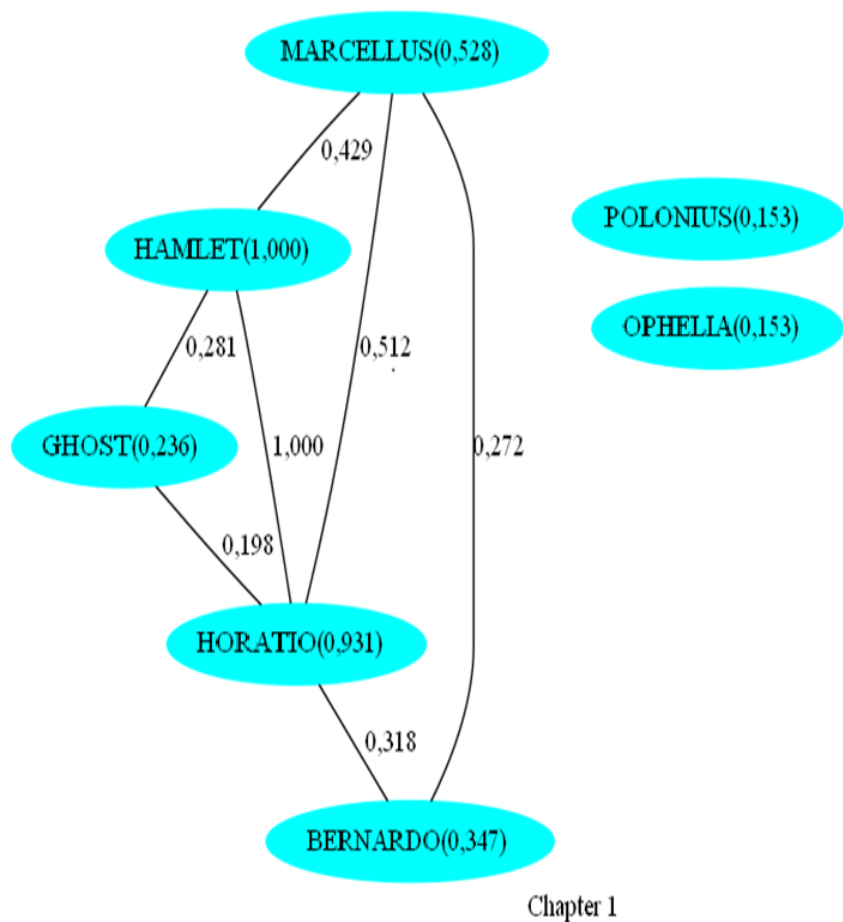 MARCELLUS(0,528)
0,429
POLONIUS(0,153)
HAMLET(1,000)
OPHELIA(0,153)
0,281
0,512
GHOST(0,236)
1,000
0,272
0,198
HORATIO(0,931)
0,318
BERNARDO(0,347)
Chapter 1